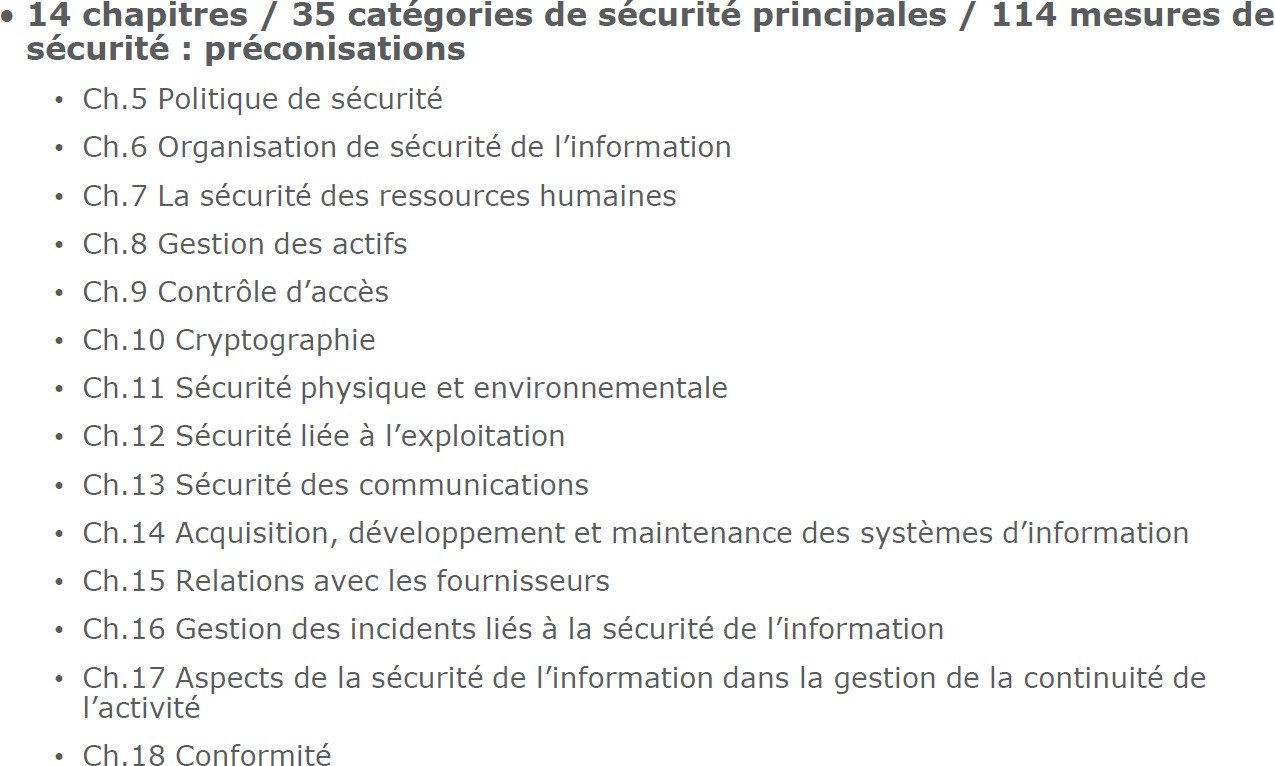 • 14 chapitres / 35 catégories de sécurité principales / 114 mesures de
sécurité : préconisations
• Ch.5 Politique de sécurité
• Ch.6 Organisation de sécurité de l’information
• Ch.7 La sécurité des ressources humaines
• Ch.8 Gestion des actifs
• Ch.9 Contrôle d’accès
• Ch.10 Cryptographie
• Ch.11 Sécurité physique et environnementale
• Ch.12 Sécurité liée à l’exploitation
• Ch.13 Sécurité des communications
• Ch.14 Acquisition, développement et maintenance des systèmes d’information
• Ch.15 Relations avec les fournisseurs
• Ch.16 Gestion des incidents liés à la sécurité de l’information
• Ch.17 Aspects de la sécurité de l’information dans la gestion de la continuité de
l’activité
• Ch.18 Conformité